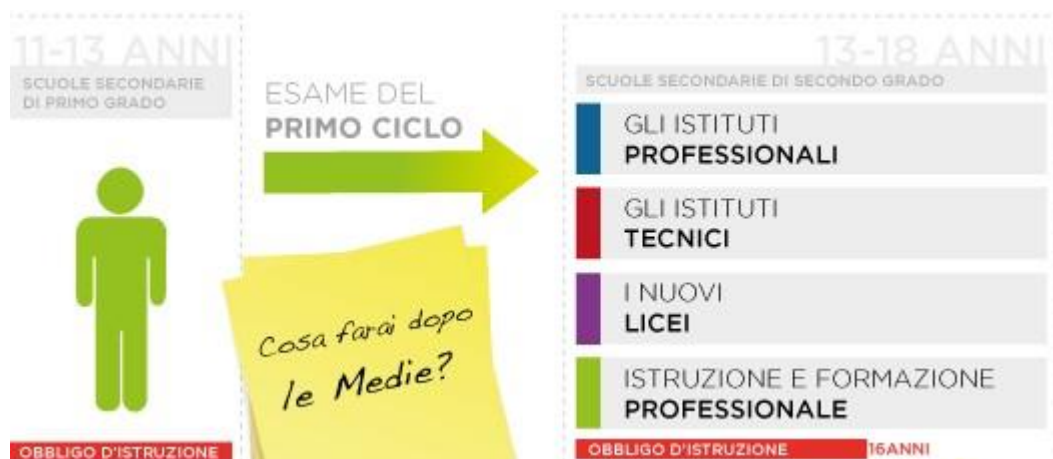 11-13 ANNI
SCUOLE SECONDARIE
DI PRIMO GRADO
OBBLIGO D'ISTRUZIONE
ESAME DEL
PRIMO CICLO
Cosa farai dopo
le Medie?
13-18 ANNI
SCUOLE SECONDARIE DI SECONDO GRADO
GLI ISTITUTI
PROFESSIONALI
GLI ISTITUTI
TECNICI
I NUOVI
LICEI
ISTRUZIONE E FORMAZIONE
PROFESSIONALE
OBBLIGO D'ISTRUZIONE 16ANNI